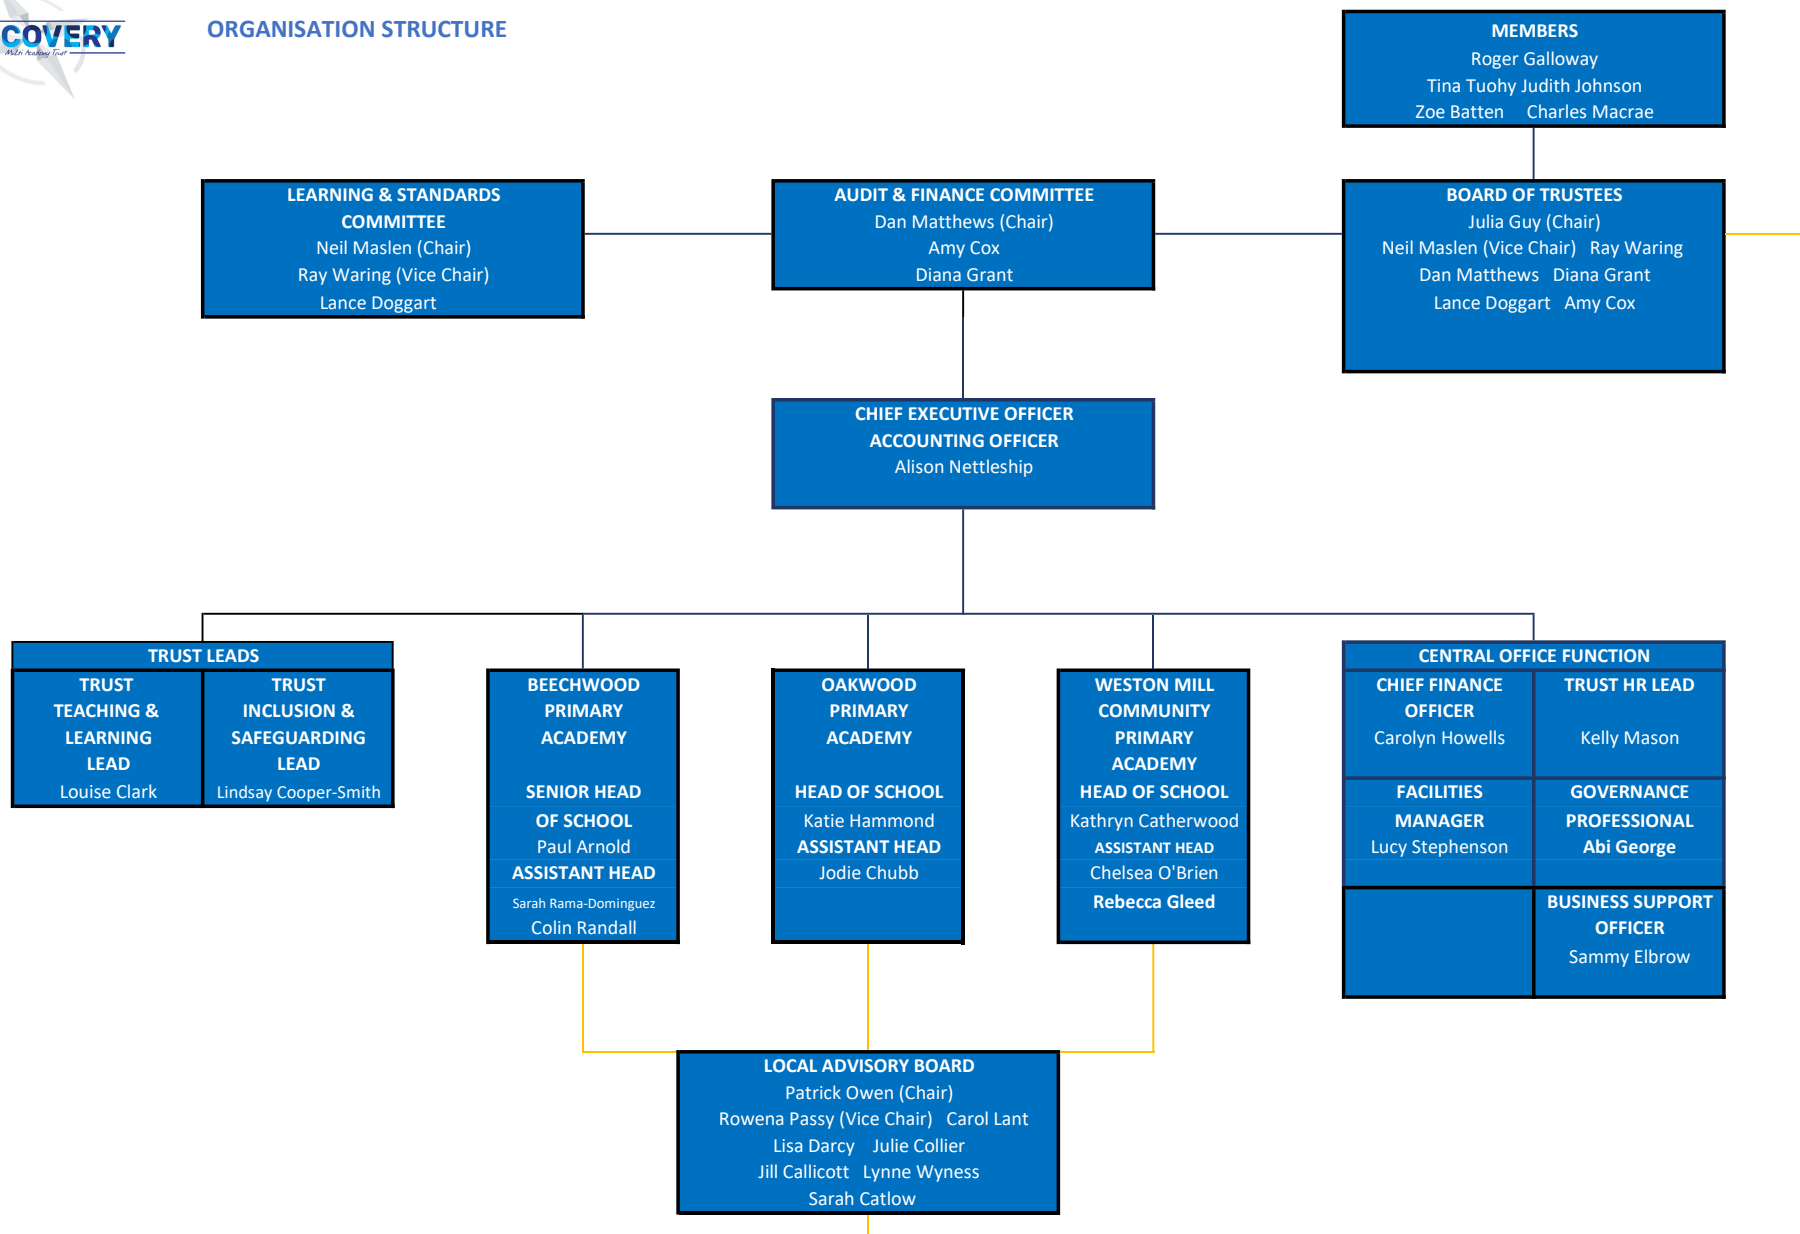 COVERY
Multi Academy Trust
ORGANISATION STRUCTURE
MEMBERS
Roger Galloway
Tina Tuohy Judith Johnson
Zoe Batten Charles Macrae
LEARNING & STANDARDS
COMMITTEE
Neil Maslen (Chair)
Ray Waring (Vice Chair)
Lance Doggart
AUDIT & FINANCE COMMITTEE
Dan Matthews (Chair)
Amy Cox
Diana Grant
BOARD OF TRUSTEES
Julia Guy (Chair)
Neil Maslen (Vice Chair) Ray Waring
Dan Matthews Diana Grant
Lance Doggart Amy Cox
CHIEF EXECUTIVE OFFICER
ACCOUNTING OFFICER
Alison Nettleship
TRUST LEADS
TRUST
TEACHING &
LEARNING
LEAD
Louise Clark
TRUST
INCLUSION &
SAFEGUARDING
LEAD
Lindsay Cooper-Smith
BEECHWOOD
PRIMARY
ACADEMY
SENIOR HEAD
OF SCHOOL
Paul Arnold
ASSISTANT HEAD
Sarah Rama-Dominguez
Colin Randall
OAKWOOD
PRIMARY
ACADEMY
HEAD OF SCHOOL
Katie Hammond
ASSISTANT HEAD
Jodie Chubb
WESTON MILL
COMMUNITY
PRIMARY
ACADEMY
HEAD OF SCHOOL
Kathryn Catherwood
ASSISTANT HEAD
Chelsea O'Brien
Rebecca Gleed
CENTRAL OFFICE FUNCTION
CHIEF FINANCE
OFFICER
Carolyn Howells
TRUST HR LEAD
Kelly Mason
FACILITIES
MANAGER
Lucy Stephenson
GOVERNANCE
PROFESSIONAL
Abi George
BUSINESS SUPPORT
OFFICER
Sammy Elbrow
LOCAL ADVISORY BOARD
Patrick Owen (Chair)
Rowena Passy (Vice Chair) Carol Lant
Lisa Darcy Julie Collier
Jill Callicott Lynne Wyness
Sarah Catlow